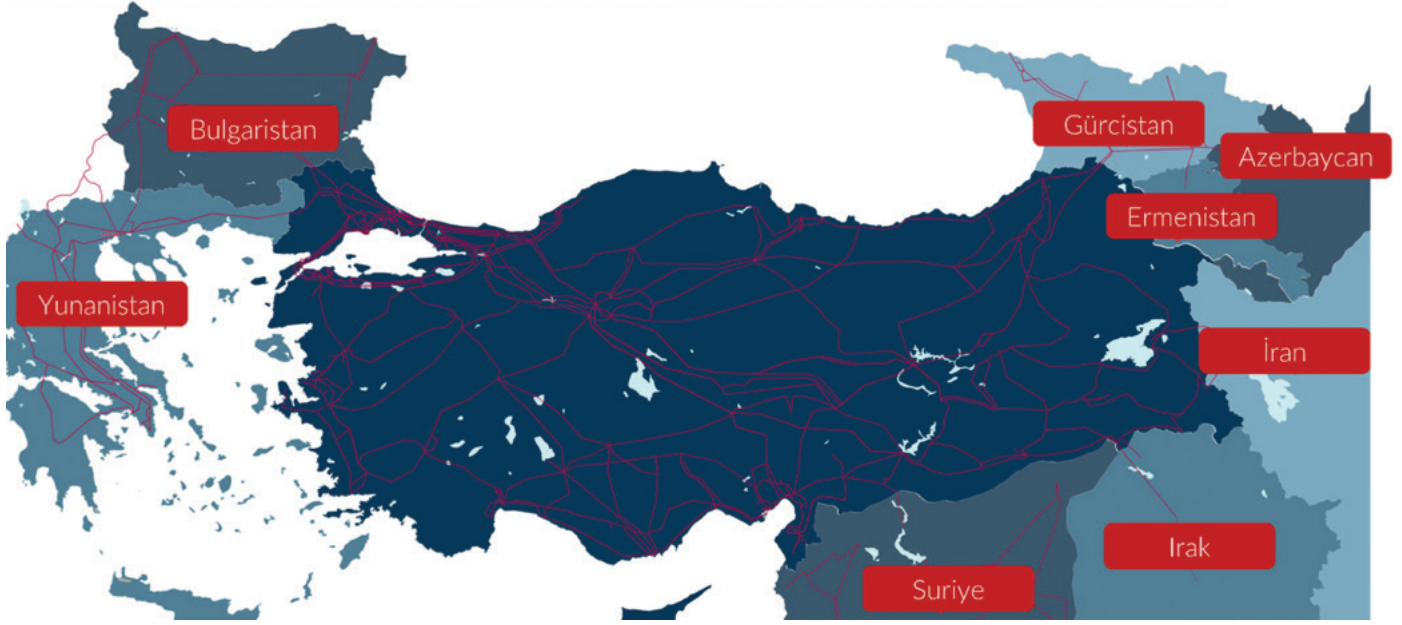 Bulgaristan
Gürcistan
Azerbaycan
Ermenistan
Yunanistan
İran
Irak
Suriye